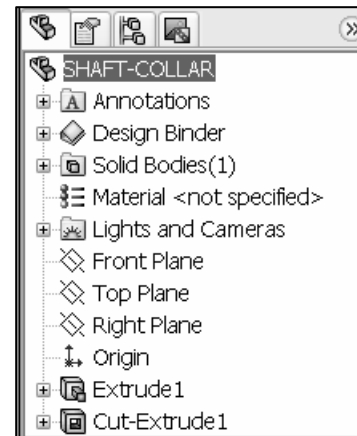 SHAFT-COLLAR
A Annotations
Design Binder
Solid Bodies(1)
Material <not specified>
Lights and Cameras
Front Plane
Top Plane
Right Plane
Origin
Extrude1
Cut-Extrude1